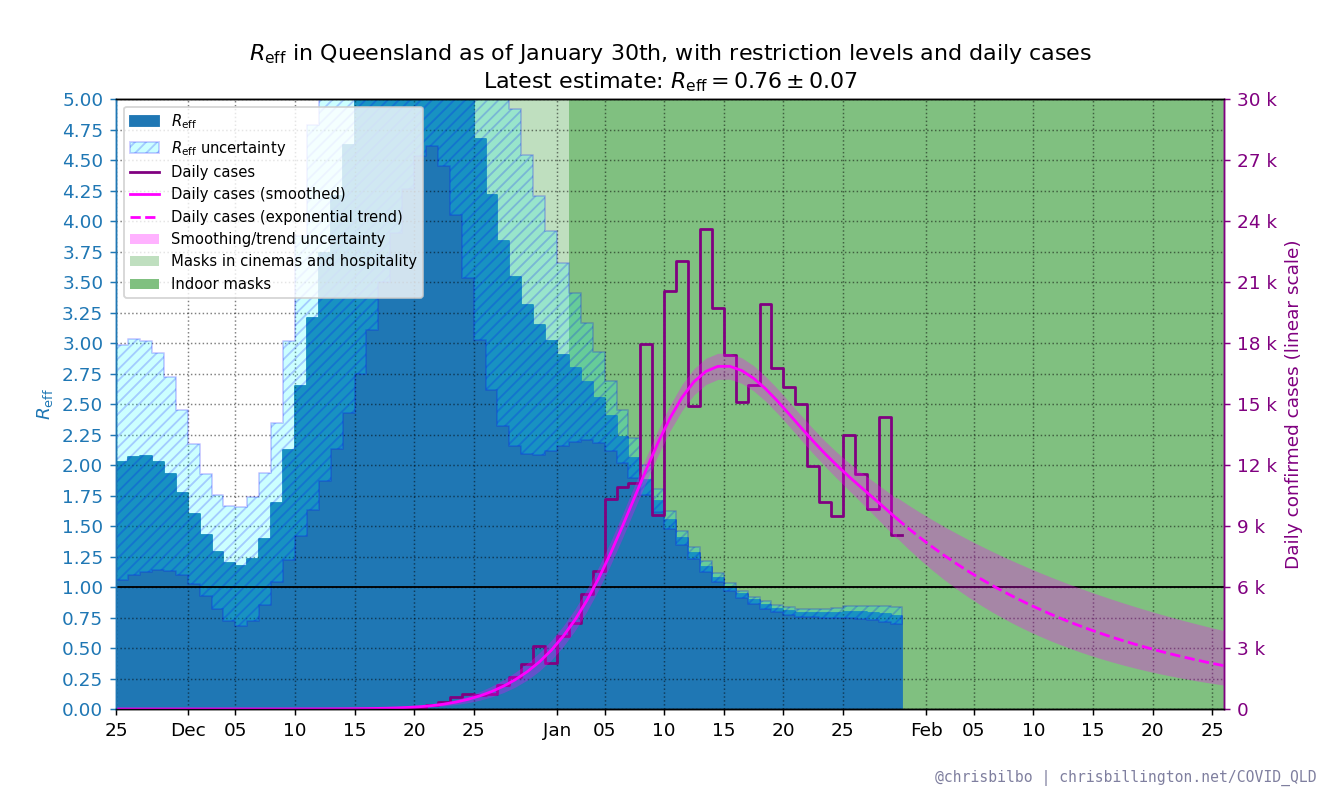 R_eff in Queensland as of January 30th, with restriction levels and daily cases
Latest estimate: R_eff = 0.76 ± 0.07
R_eff
R_eff uncertainty
Daily cases
Daily cases (smoothed)
Daily cases (exponential trend)
Smoothing/trend uncertainty
Masks in cinemas and hospitality
Indoor masks
R_eff
5.00
4.75
4.50
4.25
4.00
3.75
3.50
3.25
3.00
2.75
2.50
2.25
2.00
1.75
1.50
1.25
1.00
0.75
0.50
0.25
0.00
30 k
27 k
24 k
21 k
18 k
15 k
12 k
9 k
6 k
3 k
0
Daily confirmed cases (linear scale)
25 Dec 05 10 15 20 25 Jan 05 10 15 20 25 Feb 05 10 15 20 25
@chrisbilbo | chrisbillington.net/COVID_QLD